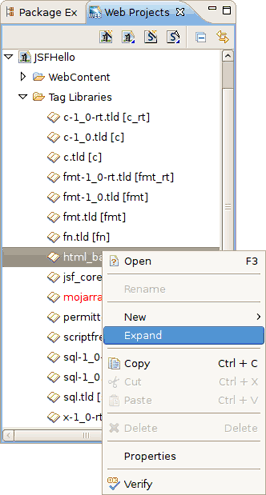 Package Ex Web Projects
JSFHello
WebContent
Tag Libraries
c-1_0-rt.tld [c_rt]
c-1_0.tld [c]
c.tld [c]
fmt-1_0-rt.tld [fmt_rt]
fmt-1_0.tld [fmt]
fmt.tld [fmt]
fn.tld [fn]
html_ba
jsf_core
mojarra
permitt
scriptfre
sql-1_0-
sql-1_0
sql.tld [
x-1_0-rt
Open F3
Rename
New
Expand
Copy Ctrl + C
Cut Ctrl + X
Paste Ctrl + V
Delete Delete
Properties
Verify